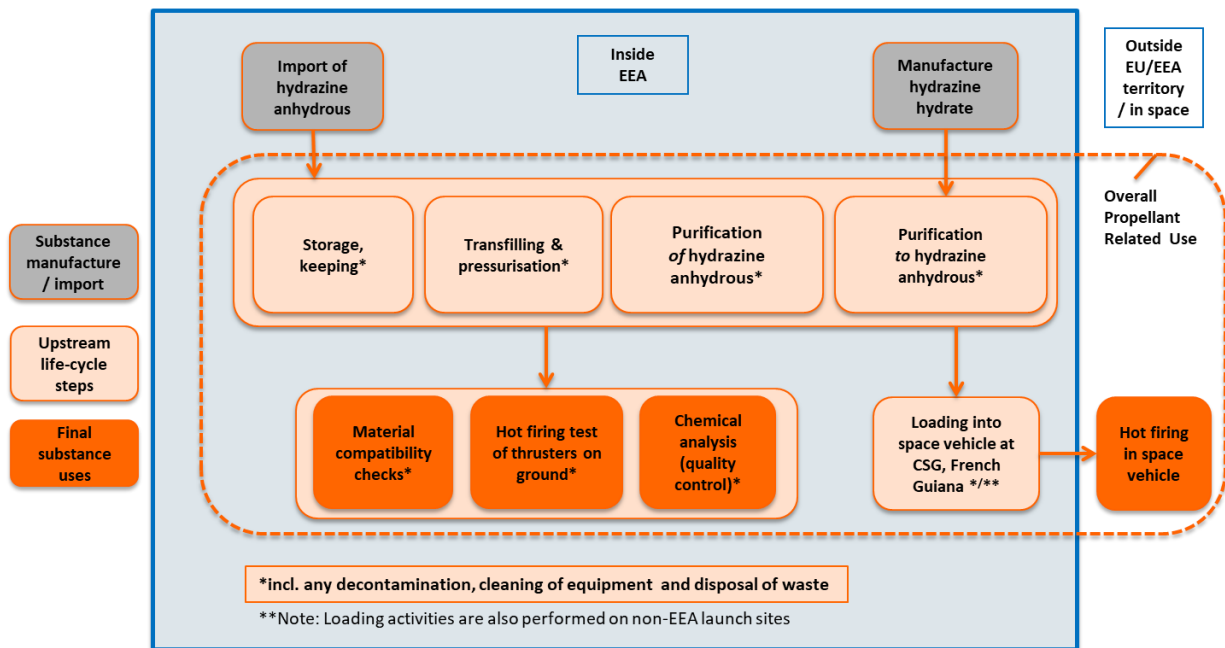 Import of
hydrazine
anhydrous
Inside
EEA
Manufacture
hydrazine
hydrate
Outside
EU/EEA
territory
/ in space
Overall
Propellant
Related Use
Substance
manufacture
/ import
Upstream
life-cycle
steps
Final
substance
uses
Storage,
keeping*
Transfilling &
pressurisation*
Purification
of hydrazine
anhydrous*
Purification
to hydrazine
anhydrous*
Material
compatibility
checks*
Hot firing test
of thrusters on
ground*
Chemical
analysis
(quality
control)*
Loading into
space vehicle at
CSG, French
Guiana */**
Hot firing
in space
vehicle
*incl. any decontamination, cleaning of equipment and disposal of waste
**Note: Loading activities are also performed on non-EEA launch sites